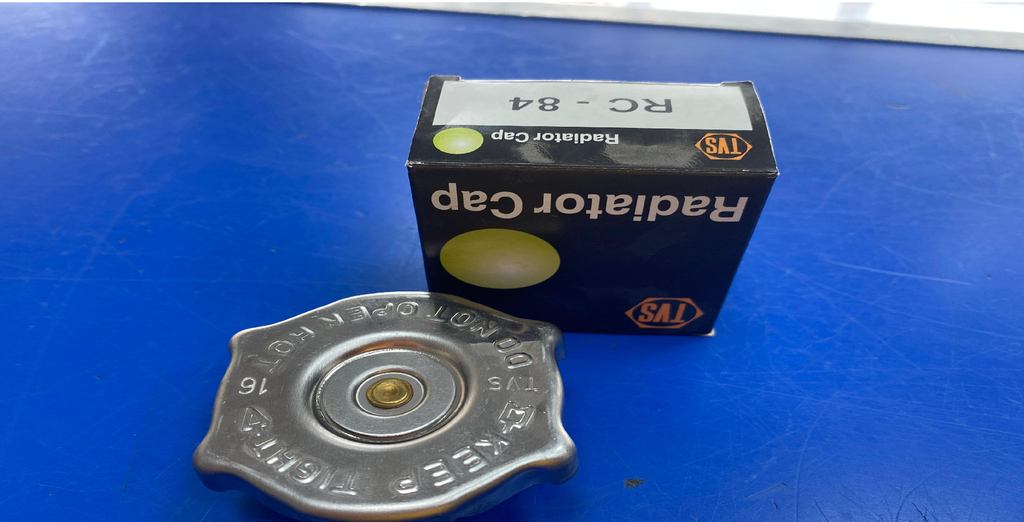 RC - 84
TVS Radiator Cap
Radiator Cap
TVS
DO NOT OPEN HOT
TVS
16
KEEP TIGHT